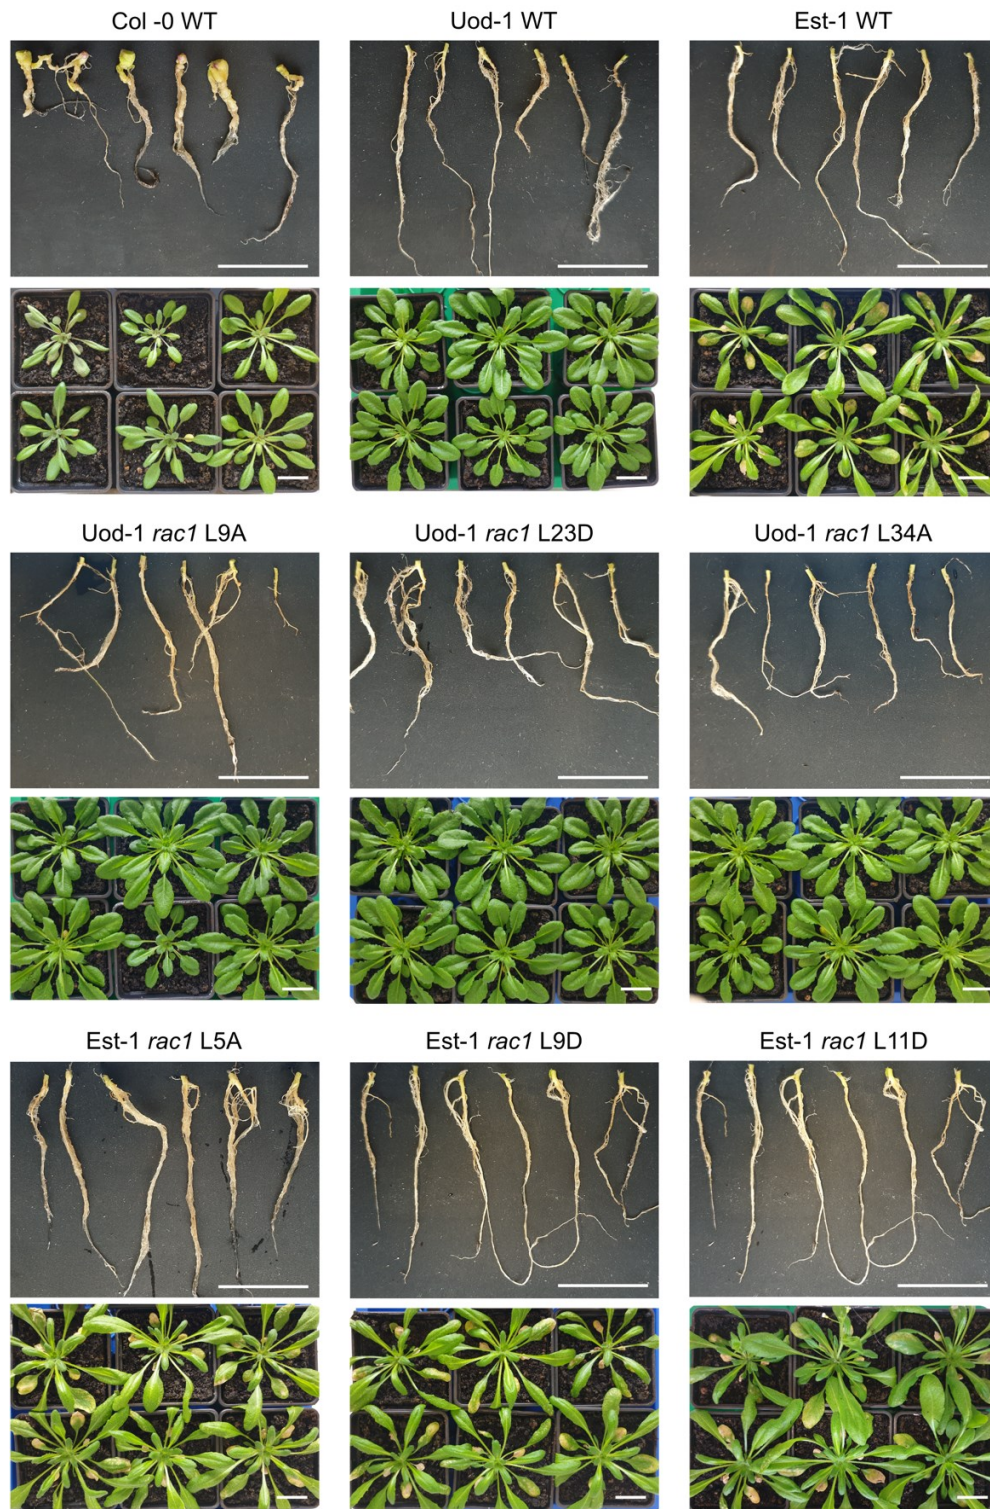 Col -0 WT
Uod-1 WT
Est-1 WT
Uod-1 rac1 L9A
Uod-1 rac1 L23D
Uod-1 rac1 L34A
Est-1 rac1 L5A
Est-1 rac1 L9D
Est-1 rac1 L11D